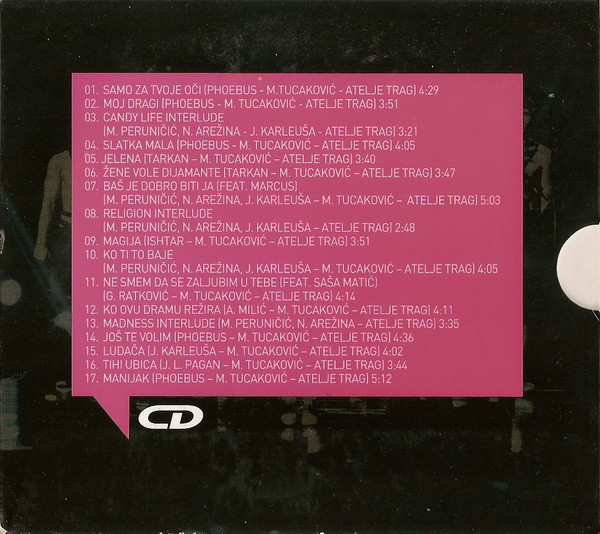 01. SAMO ZA TVOJE OČI (PHOEBUS - M.TUCAKOVIĆ - ATELJE TRAG) 4:29
02. MOJ DRAGI (PHOEBUS - M. TUCAKOVIĆ - ATELJE TRAG) 3:51
03. CANDY LIFE INTERLUDE
(M. PERUNIČIĆ, N. AREŽINA - J. KARLEUŠA - ATELJE TRAG) 3:21
04. SLATKA MALA (PHOEBUS - M. TUCAKOVIĆ - ATELJE TRAG) 4:05
05. JELENA (TARKAN – M. TUCAKOVIĆ – ATELJE TRAG) 3:40
06. ŽENE VOLE DIJAMANTE (TARKAN – M. TUCAKOVIĆ – ATELJE TRAG) 3:47
07. BAŠ JE DOBRO BITI JA (FEAT. MARCUS)
(M. PERUNIČIĆ, N. AREŽINA, J. KARLEUŠA – M. TUCAKOVIĆ – ATELJE TRAG) 5:03
08. RELIGION INTERLUDE
(M. PERUNIČIĆ, N. AREŽINA, J. KARLEUŠA – ATELJE TRAG) 2:48
09. MAGIJA (ISHTAR – M. TUCAKOVIĆ – ATELJE TRAG) 3:51
10. KO TI TO BAJE
(M. PERUNIČIĆ, N. AREŽINA, J. KARLEUŠA – M. TUCAKOVIĆ – ATELJE TRAG) 4:05
11. NE SMEM DA SE ZALJUBIM U TEBE (FEAT. SAŠA MATIĆ)
(G. RATKOVIĆ – M. TUCAKOVIĆ – ATELJE TRAG) 4:14
12. KO OVU DRAMU REŽIRA (A. MILIĆ – M. TUCAKOVIĆ – ATELJE TRAG) 4:11
13. MADNESS INTERLUDE (M. PERUNIČIĆ, N. AREŽINA – ATELJE TRAG) 3:35
14. JOŠ TE VOLIM (PHOEBUS – M. TUCAKOVIĆ – ATELJE TRAG) 4:36
15. LUDAČA (J. KARLEUŠA – M. TUCAKOVIĆ – ATELJE TRAG) 4:02
16. TIHI UBICA (J. L. PAGAN – M. TUCAKOVIĆ – ATELJE TRAG) 3:44
17. MANIJAK (PHOEBUS – M. TUCAKOVIĆ – ATELJE TRAG) 5:12
CD